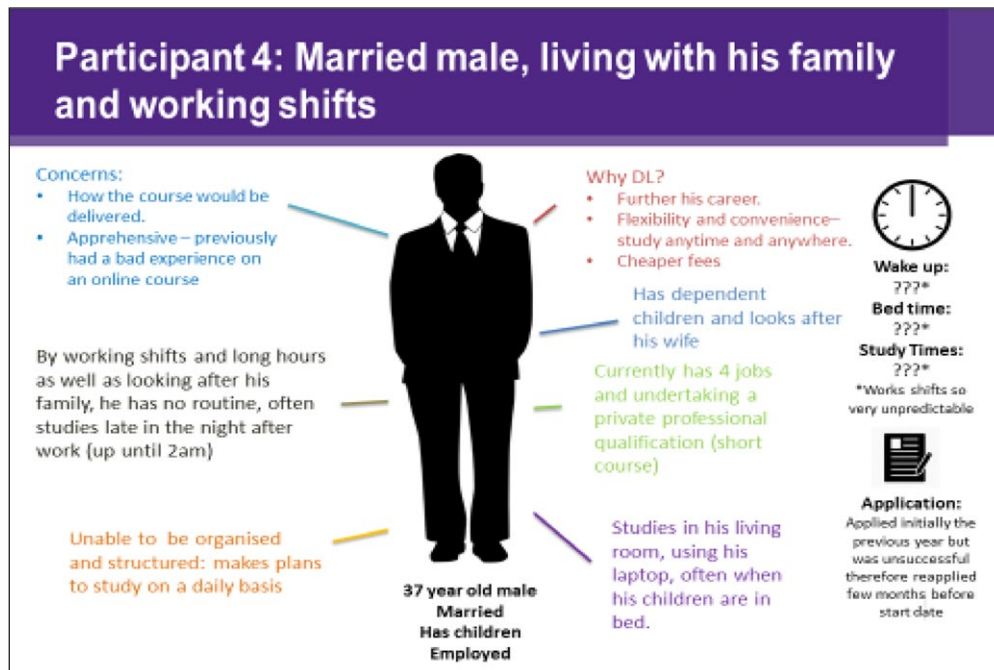 Participant 4: Married male, living with his family
and working shifts
Concerns:
• How the course would be
delivered.
• Apprehensive – previously
had a bad experience on
an online course
By working shifts and long hours
as well as looking after his
family, he has no routine, often
studies late in the night after
work (up until 2am)
Unable to be organised
and structured: makes plans
to study on a daily basis
37 year old male
Married
Has children
Employed
Why DL?
• Further his career.
• Flexibility and convenience–
study anytime and anywhere.
• Cheaper fees
Has dependent
children and looks after
his wife
Currently has 4 jobs
and undertaking a
private professional
qualification (short
course)
Studies in his living
room, using his
laptop, often when
his children are in
bed.
Wake up:
???*
Bed time:
???*
Study Times:
???*
*Works shifts so
very unpredictable
Application:
Applied initially the
previous year but
was unsuccessful
therefore reapplied
few months before
start date